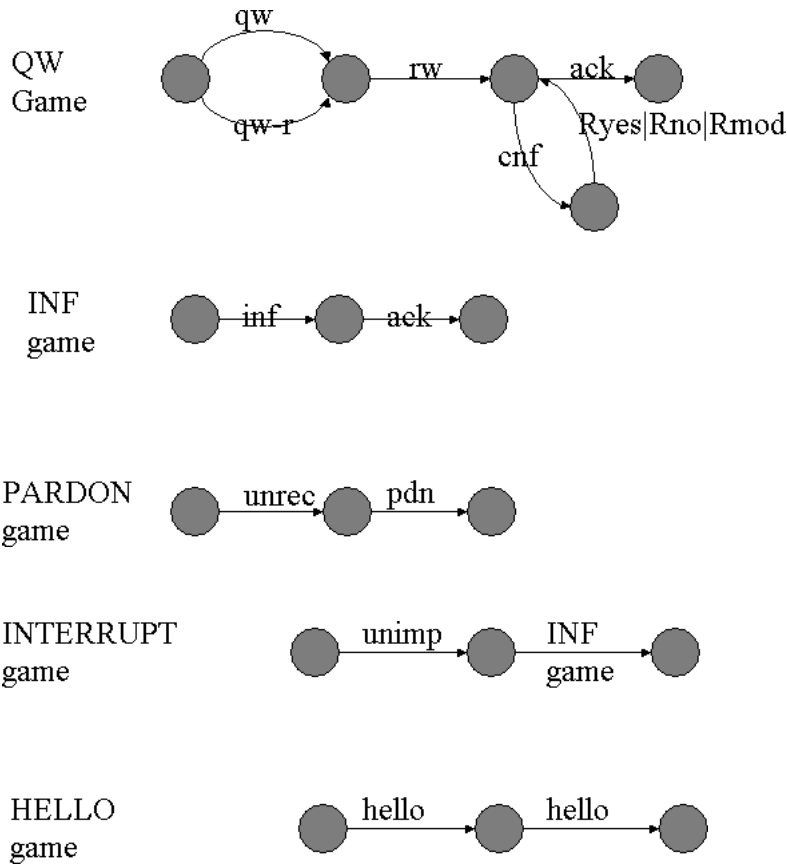 qw
QW
Game
rw
ack
qw-r
Ryes|Rno|Rmod
cnf
INF
game
inf
ack
PARDON
game
unrec
pdn
INTERRUPT
game
unimp
INF
game
HELLO
game
hello
hello